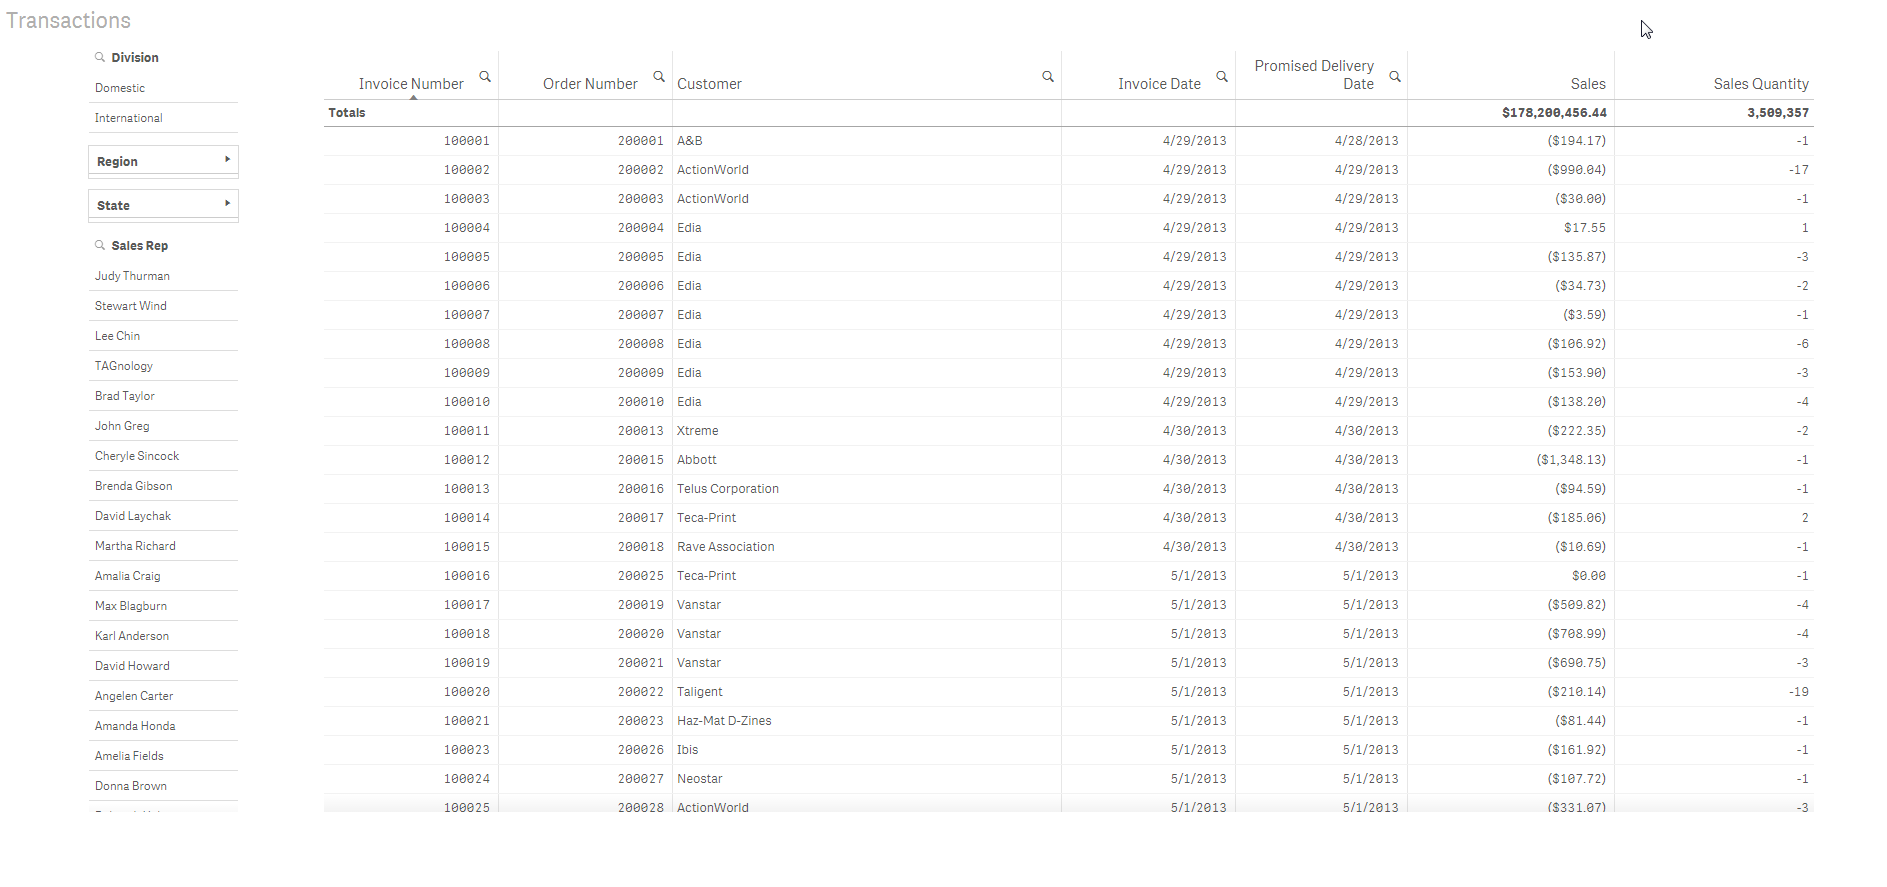 Transactions
Division
Domestic
International
Region
State
Sales Rep
Judy Thurman
Stewart Wind
Lee Chin
TAGnology
Brad Taylor
John Greg
Cheryle Sincock
Brenda Gibson
David Laychak
Martha Richard
Amalia Craig
Max Blagburn
Karl Anderson
David Howard
Angelen Carter
Amanda Honda
Amelia Fields
Donna Brown
Invoice Number Order Number Customer Invoice Date Promised Delivery Date Sales Sales Quantity
Totals $178,200,456.44 3,509,357
100001 200001 A&B 4/29/2013 4/28/2013 ($194.17) -1
100002 200002 ActionWorld 4/29/2013 4/29/2013 ($990.04) -17
100003 200003 ActionWorld 4/29/2013 4/29/2013 ($30.00) -1
100004 200004 Edia 4/29/2013 4/29/2013 $17.55 1
100005 200005 Edia 4/29/2013 4/29/2013 ($135.87) -3
100006 200006 Edia 4/29/2013 4/29/2013 ($34.73) -2
100007 200007 Edia 4/29/2013 4/29/2013 ($3.59) -1
100008 200008 Edia 4/29/2013 4/29/2013 ($106.92) -6
100009 200009 Edia 4/29/2013 4/29/2013 ($153.90) -3
100010 200010 Edia 4/29/2013 4/29/2013 ($138.20) -4
100011 200013 Xtreme 4/30/2013 4/30/2013 ($222.35) -2
100012 200015 Abbott 4/30/2013 4/30/2013 ($1,348.13) -1
100013 200016 Telus Corporation 4/30/2013 4/30/2013 ($94.59) -1
100014 200017 Teca-Print 4/30/2013 4/30/2013 ($185.06) 2
100015 200018 Rave Association 4/30/2013 4/30/2013 ($10.69) -1
100016 200025 Teca-Print 5/1/2013 5/1/2013 $0.00 -1
100017 200019 Vanstar 5/1/2013 5/1/2013 ($509.82) -4
100018 200020 Vanstar 5/1/2013 5/1/2013 ($708.99) -4
100019 200021 Vanstar 5/1/2013 5/1/2013 ($690.75) -3
100020 200022 Taligent 5/1/2013 5/1/2013 ($210.14) -19
100021 200023 Haz-Mat D-Zines 5/1/2013 5/1/2013 ($81.44) -1
100023 200026 Ibis 5/1/2013 5/1/2013 ($161.92) -1
100024 200027 Neostar 5/1/2013 5/1/2013 ($107.72) -1
100025 200028 ActionWorld 5/1/2013 5/1/2013 ($331.07) -3